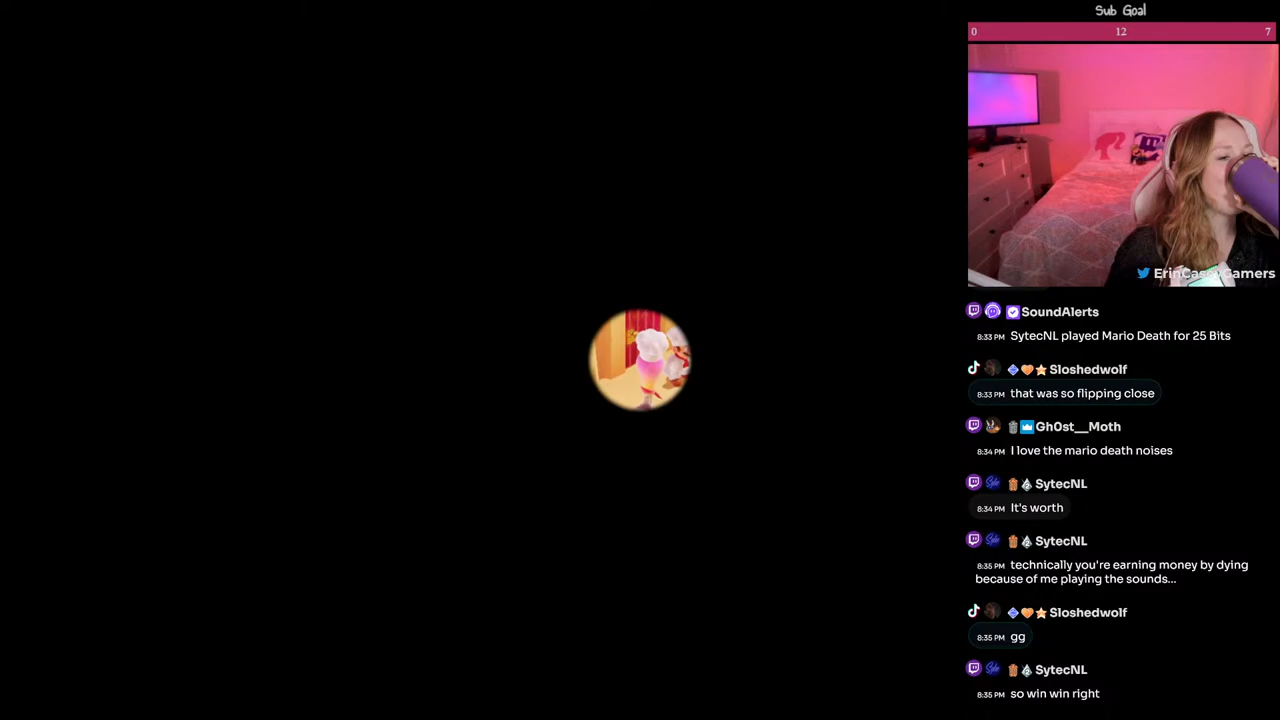 Sub Goal
0 12 7
SoundAlerts
8:33 PM SytecNL played Mario Death for 25 Bits
Sloshedwolf
8:33 PM that was so flipping close
Gh0st__Moth
8:34 PM I love the mario death noises
SytecNL
8:34 PM It's worth
SytecNL
8:35 PM technically you're earning money by dying
because of me playing the sounds...
Sloshedwolf
8:35 PM gg
SytecNL
8:35 PM so win win right